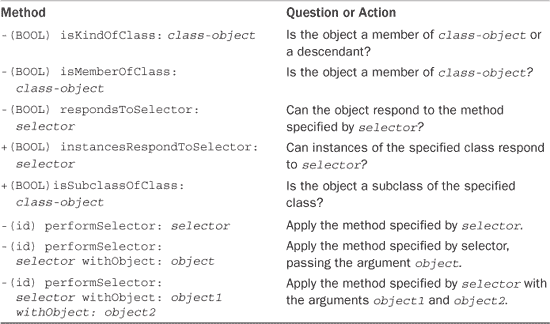 Method Question or Action
-(BOOL) isKindOfClass: class-object Is the object a member of class-object or
a descendant?
-(BOOL) isMemberOfClass: Is the object a member of class-object?
class-object
-(BOOL) respondsToSelector: Can the object respond to the method
selector specified by selector?
+(BOOL) instancesRespondToSelector: Can instances of the specified class respond
selector to selector?
+(BOOL)isSubclassOfClass: Is the object a subclass of the specified
class-object class?
-(id) performSelector: selector Apply the method specified by selector.
-(id) performSelector: Apply the method specified by selector,
selector withObject: object passing the argument object.
-(id) performSelector: Apply the method specified by selector with
selector withObject: object1 the arguments object1 and object2.
withObject: object2